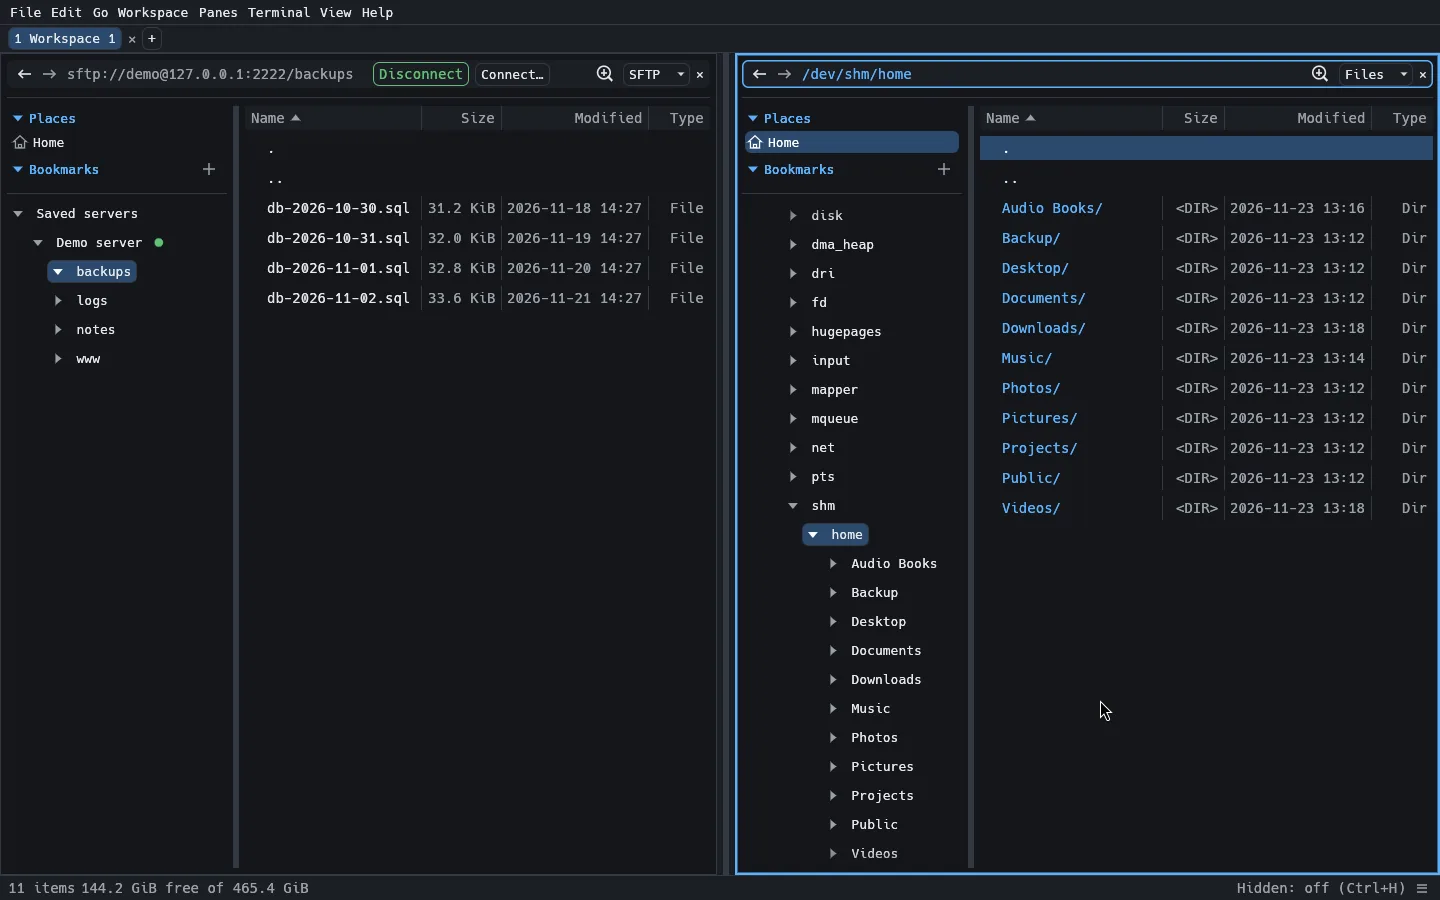 File Edit Go Workspace Panes Terminal View Help
1 Workspace 1 × +
sftp://demo@127.0.0.1:2222/backups Disconnect Connect… SFTP ×
Places
Home
Bookmarks
Saved servers
Demo server
backups
logs
notes
www
Name Size Modified Type
.
..
db-2026-10-30.sql 31.2 KiB 2026-11-18 14:27 File
db-2026-10-31.sql 32.0 KiB 2026-11-19 14:27 File
db-2026-11-01.sql 32.8 KiB 2026-11-20 14:27 File
db-2026-11-02.sql 33.6 KiB 2026-11-21 14:27 File
/dev/shm/home Files ×
Places
Home
Bookmarks
disk
dma_heap
dri
fd
hugepages
input
mapper
mqueue
net
pts
shm
home
Audio Books
Backup
Desktop
Documents
Downloads
Music
Photos
Pictures
Projects
Public
Videos
Name Size Modified Type
.
..
Audio Books/ <DIR> 2026-11-23 13:16 Dir
Backup/ <DIR> 2026-11-23 13:12 Dir
Desktop/ <DIR> 2026-11-23 13:12 Dir
Documents/ <DIR> 2026-11-23 13:12 Dir
Downloads/ <DIR> 2026-11-23 13:18 Dir
Music/ <DIR> 2026-11-23 13:14 Dir
Photos/ <DIR> 2026-11-23 13:12 Dir
Pictures/ <DIR> 2026-11-23 13:12 Dir
Projects/ <DIR> 2026-11-23 13:12 Dir
Public/ <DIR> 2026-11-23 13:12 Dir
Videos/ <DIR> 2026-11-23 13:18 Dir
11 items 144.2 GiB free of 465.4 GiB
Hidden: off (Ctrl+H)